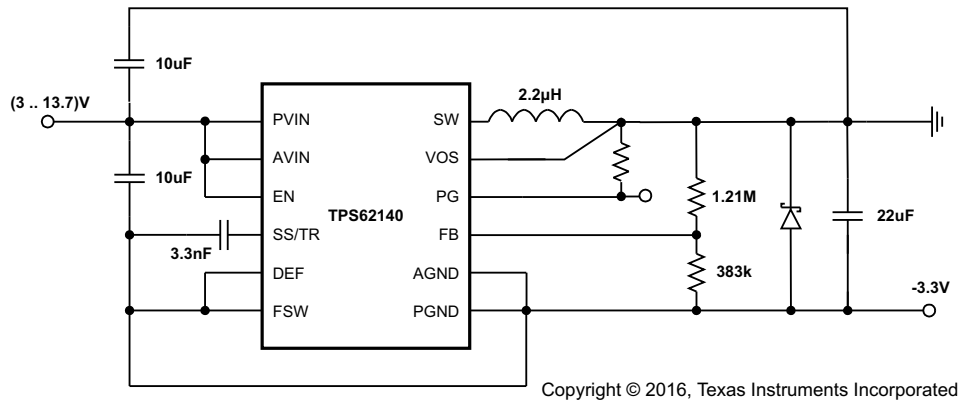 10uF
(3 .. 13.7)V
10uF
3.3nF
PVIN
AVIN
EN
SS/TR
DEF
FSW
TPS62140
SW
VOS
PG
FB
AGND
PGND
2.2µH
1.21M
383k
22uF
-3.3V
Copyright © 2016, Texas Instruments Incorporated